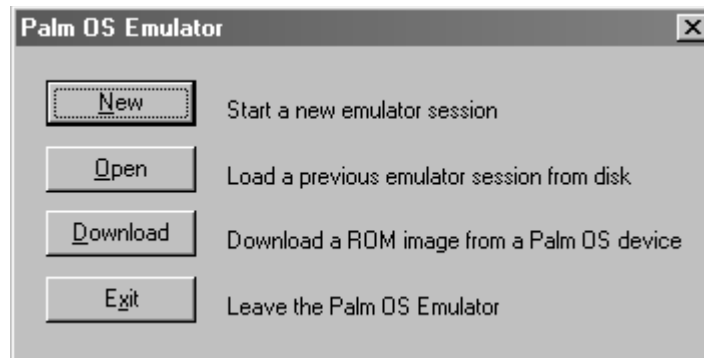 Palm OS Emulator
New Start a new emulator session
Open Load a previous emulator session from disk
Download Download a ROM image from a Palm OS device
Exit Leave the Palm OS Emulator